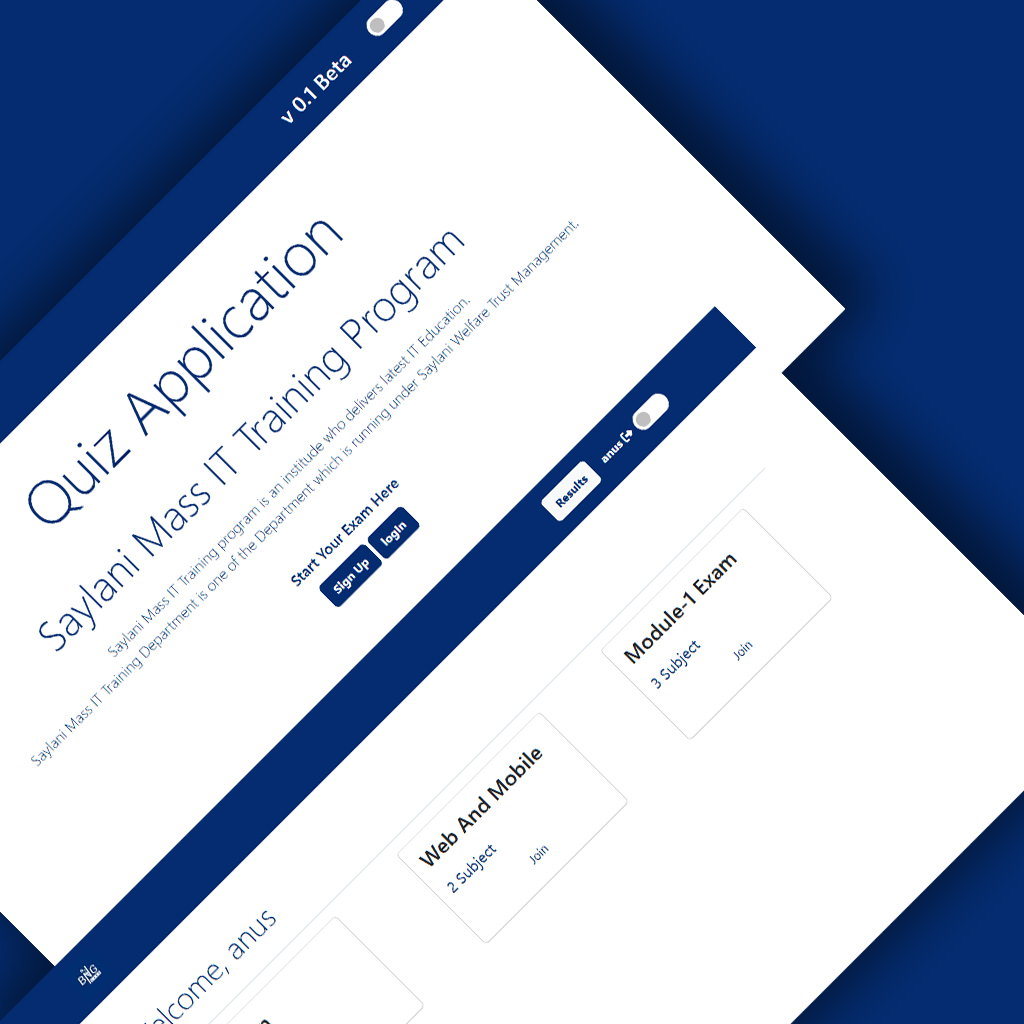 v 0.1 Beta
Quiz Application
Saylani Mass IT Training Program
Saylani Mass IT Training program is an institude who delivers latest IT Education.
Saylani Mass IT Training Department is one of the Department which is running under Saylani Welfare Trust Management.
Start Your Exam Here
Sign Up
logIn
Results
anus
elcome, anus
Web And Mobile
2 Subject
Join
Module-1 Exam
3 Subject
Join